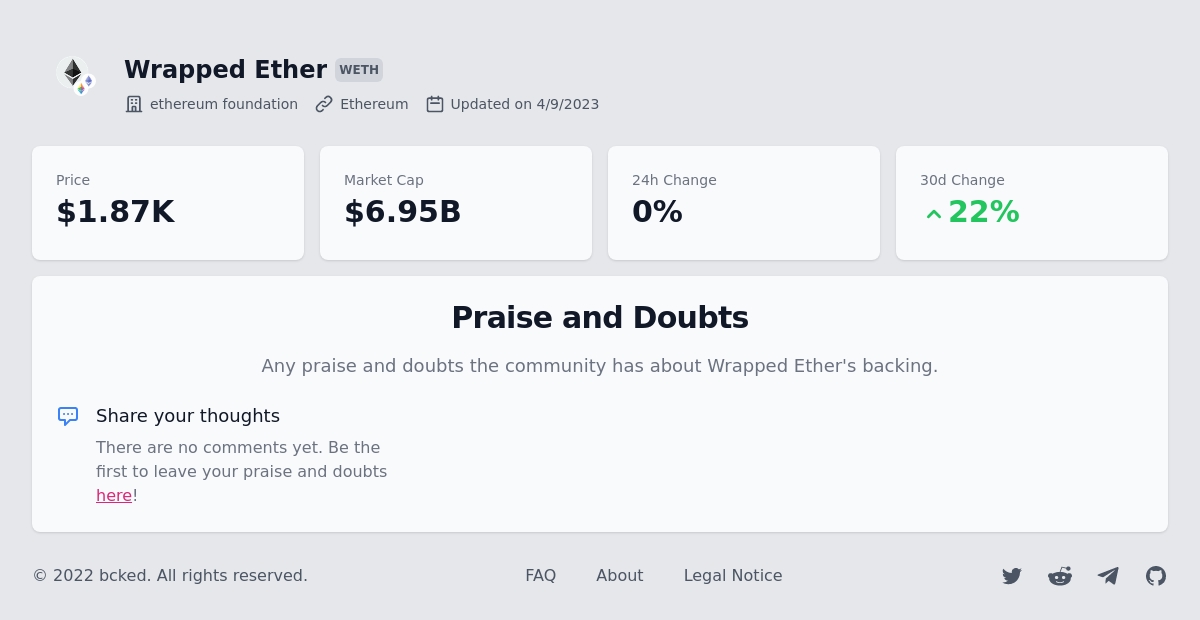 Wrapped Ether WETH
ethereum foundation Ethereum Updated on 4/9/2023
Price
$1.87K
Market Cap
$6.95B
24h Change
0%
30d Change
22%
Praise and Doubts
Any praise and doubts the community has about Wrapped Ether's backing.
Share your thoughts
There are no comments yet. Be the
first to leave your praise and doubts
here!
© 2022 bcked. All rights reserved.
FAQ About Legal Notice